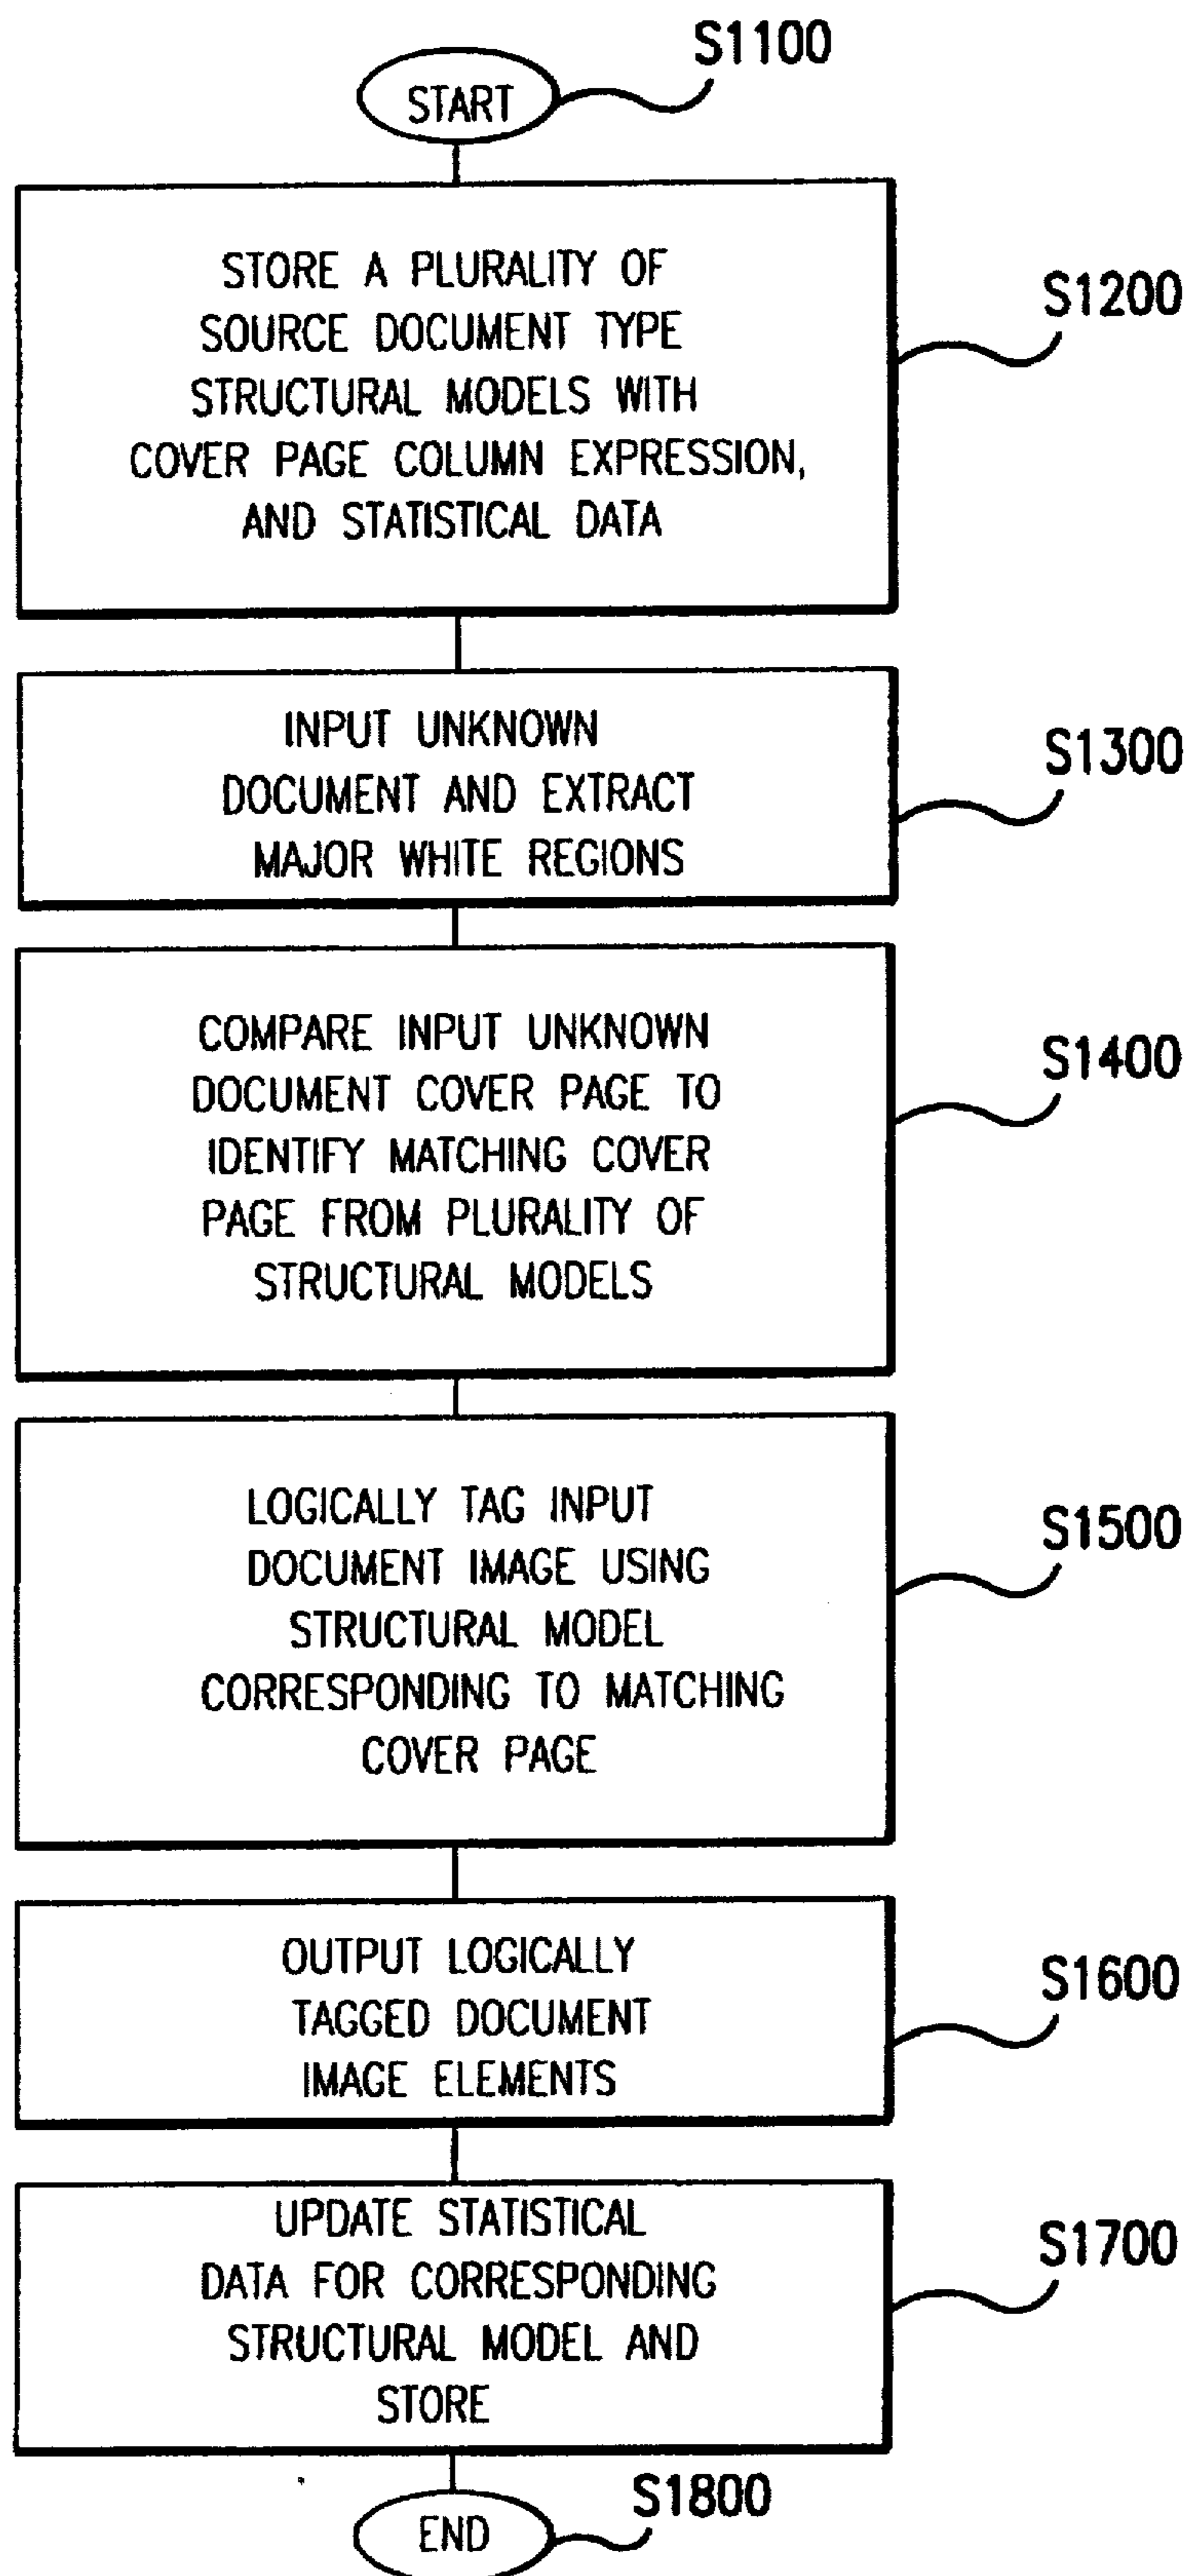 S1100
START
STORE A PLURALITY OF
SOURCE DOCUMENT TYPE
STRUCTURAL MODELS WITH
COVER PAGE COLUMN EXPRESSION,
AND STATISTICAL DATA
S1200
INPUT UNKNOWN
DOCUMENT AND EXTRACT
MAJOR WHITE REGIONS
S1300
COMPARE INPUT UNKNOWN
DOCUMENT COVER PAGE TO
IDENTIFY MATCHING COVER
PAGE FROM PLURALITY OF
STRUCTURAL MODELS
S1400
LOGICALLY TAG INPUT
DOCUMENT IMAGE USING
STRUCTURAL MODEL
CORRESPONDING TO MATCHING
COVER PAGE
S1500
OUTPUT LOGICALLY
TAGGED DOCUMENT
IMAGE ELEMENTS
S1600
UPDATE STATISTICAL
DATA FOR CORRESPONDING
STRUCTURAL MODEL AND
STORE
S1700
END
S1800